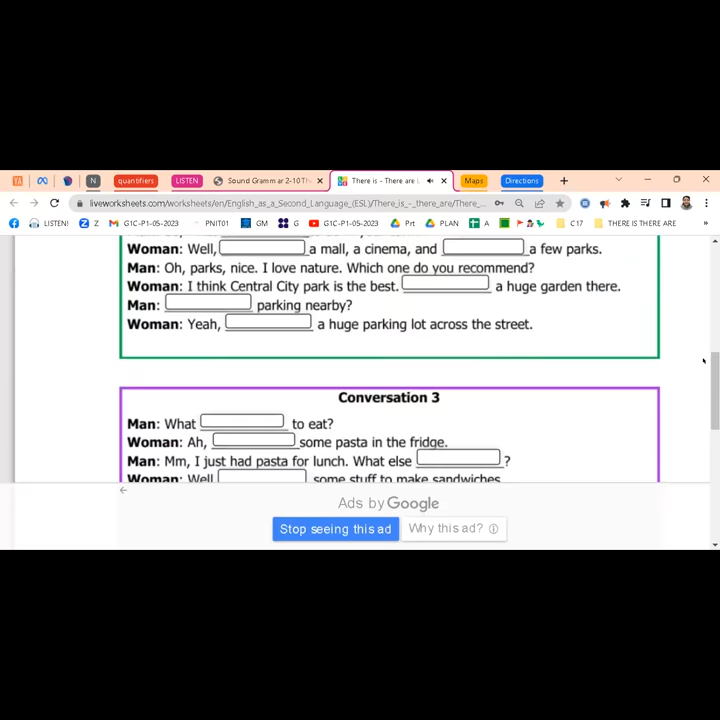 quantifiers
LISTEN
Sound Grammar 2-10 Th
There is - There are L
Maps
Directions
liveworksheets.com/worksheets/en/English_as_a_Second_Language_(ESL)/There_is_-_there_are/There_...
LISTEN!
Z
M G1C-P1-05-2023
PNIT01
GM
G
G1C-P1-05-2023
Prt
PLAN
A
C17
THERE IS THERE ARE
»
Woman: Well, a mall, a cinema, and a few parks.
Man: Oh, parks, nice. I love nature. Which one do you recommend?
Woman: I think Central City park is the best. a huge garden there.
Man: parking nearby?
Woman: Yeah, a huge parking lot across the street.
Conversation 3
Man: What to eat?
Woman: Ah, some pasta in the fridge.
Man: Mm, I just had pasta for lunch. What else ?
Woman: Well some stuff to make sandwiches
Ads by Google
Stop seeing this ad
Why this ad?